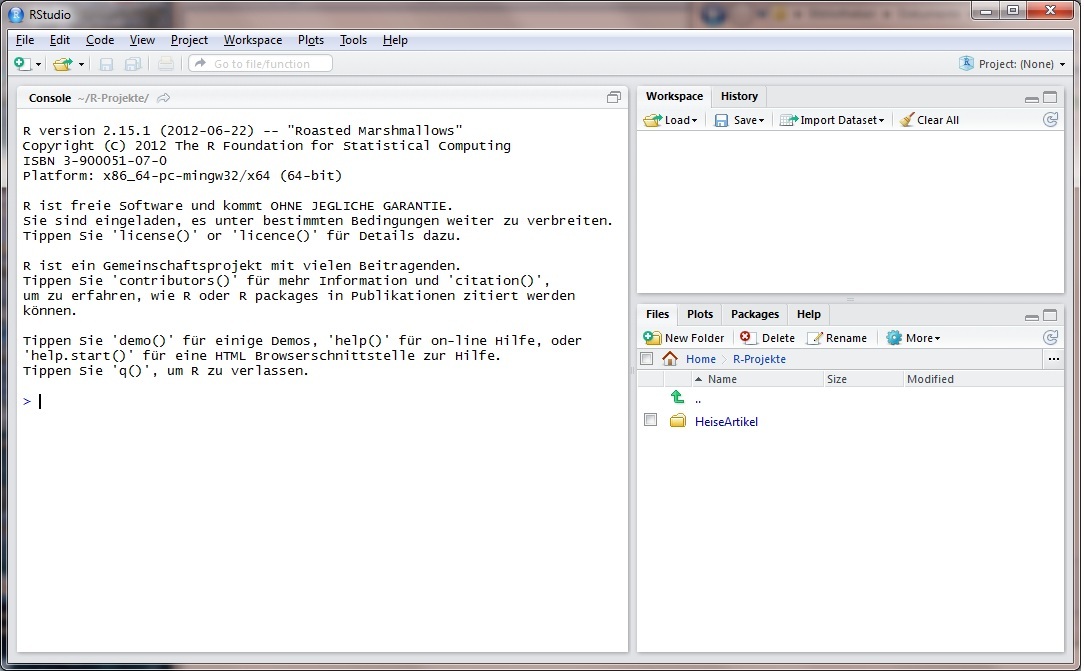 RStudio
File Edit Code View Project Workspace Plots Tools Help
Go to file/function Project: (None)
Console ~/R-Projekte/
R version 2.15.1 (2012-06-22) -- "Roasted Marshmallows"
Copyright (C) 2012 The R Foundation for Statistical Computing
ISBN 3-900051-07-0
Platform: x86_64-pc-mingw32/x64 (64-bit)
R ist freie Software und kommt OHNE JEGLICHE GARANTIE.
Sie sind eingeladen, es unter bestimmten Bedingungen weiter zu verbreiten.
Tippen Sie 'license()' or 'licence()' für Details dazu.
R ist ein Gemeinschaftsprojekt mit vielen Beitragenden.
Tippen Sie 'contributors()' für mehr Information und 'citation()',
um zu erfahren, wie R oder R packages in Publikationen zitiert werden
können.
Tippen Sie 'demo()' für einige Demos, 'help()' für on-line Hilfe, oder
'help.start()' für eine HTML Browserschnittstelle zur Hilfe.
Tippen Sie 'q()', um R zu verlassen.
>
Workspace History
Load Save Import Dataset Clear All
Files Plots Packages Help
New Folder Delete Rename More
Home R-Projekte ...
Name Size Modified
..
HeiseArtikel